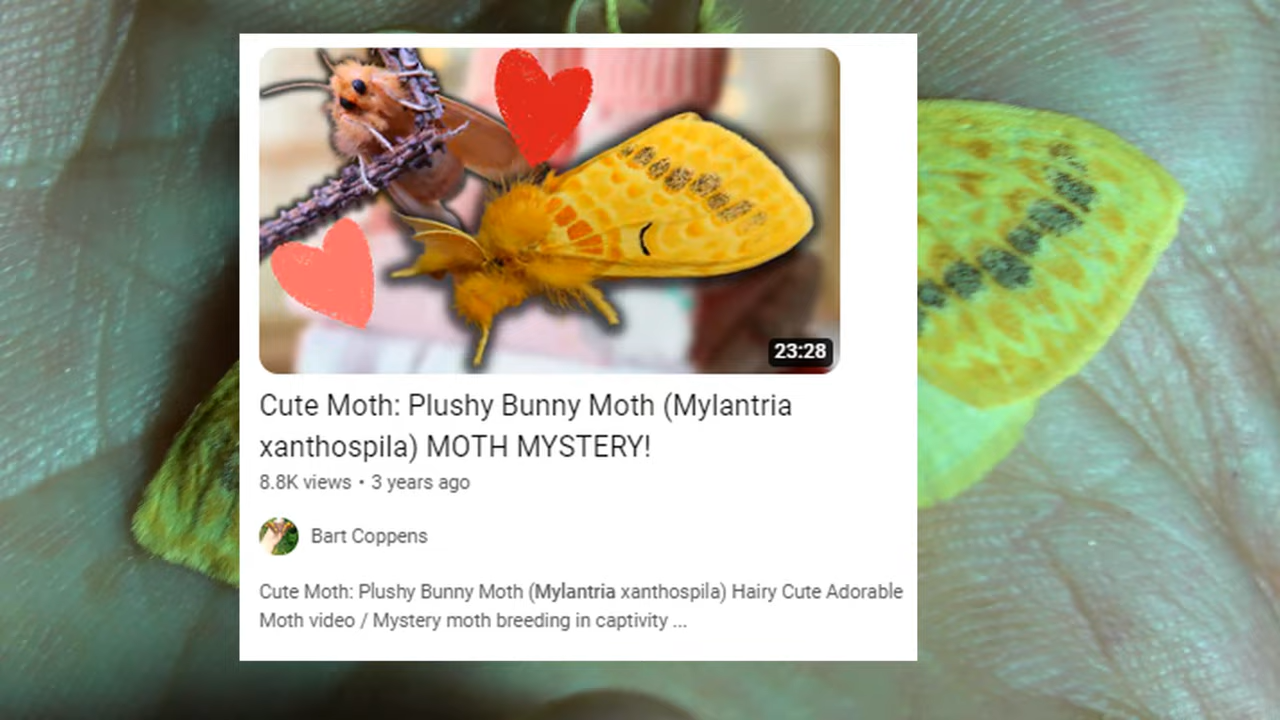 23:28
Cute Moth: Plushy Bunny Moth (Mylantria
xanthospila) MOTH MYSTERY!
8.8K views • 3 years ago
Bart Coppens
Cute Moth: Plushy Bunny Moth (Mylantria xanthospila) Hairy Cute Adorable
Moth video / Mystery moth breeding in captivity ...